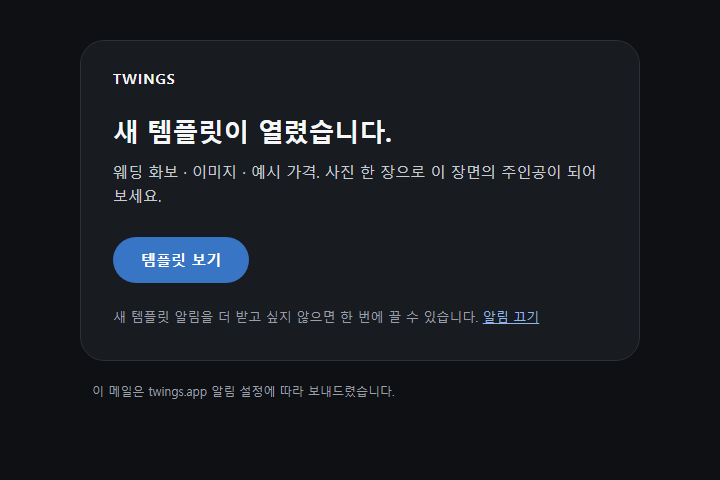 TWINGS
새 템플릿이 열렸습니다.
웨딩 화보 · 이미지 · 예시 가격. 사진 한 장으로 이 장면의 주인공이 되어
보세요.
템플릿 보기
새 템플릿 알림을 더 받고 싶지 않으면 한 번에 끌 수 있습니다. 알림 끄기
이 메일은 twings.app 알림 설정에 따라 보내드렸습니다.